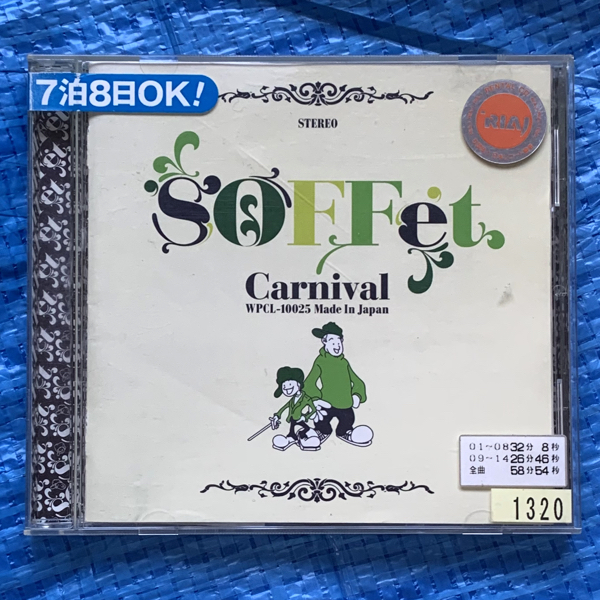 7泊8日OK!
STEREO
SOFFet
Carnival
WPCL-10025 Made In Japan
01～08 32分 8秒
09～14 26分46秒
全曲 58分54秒
1320